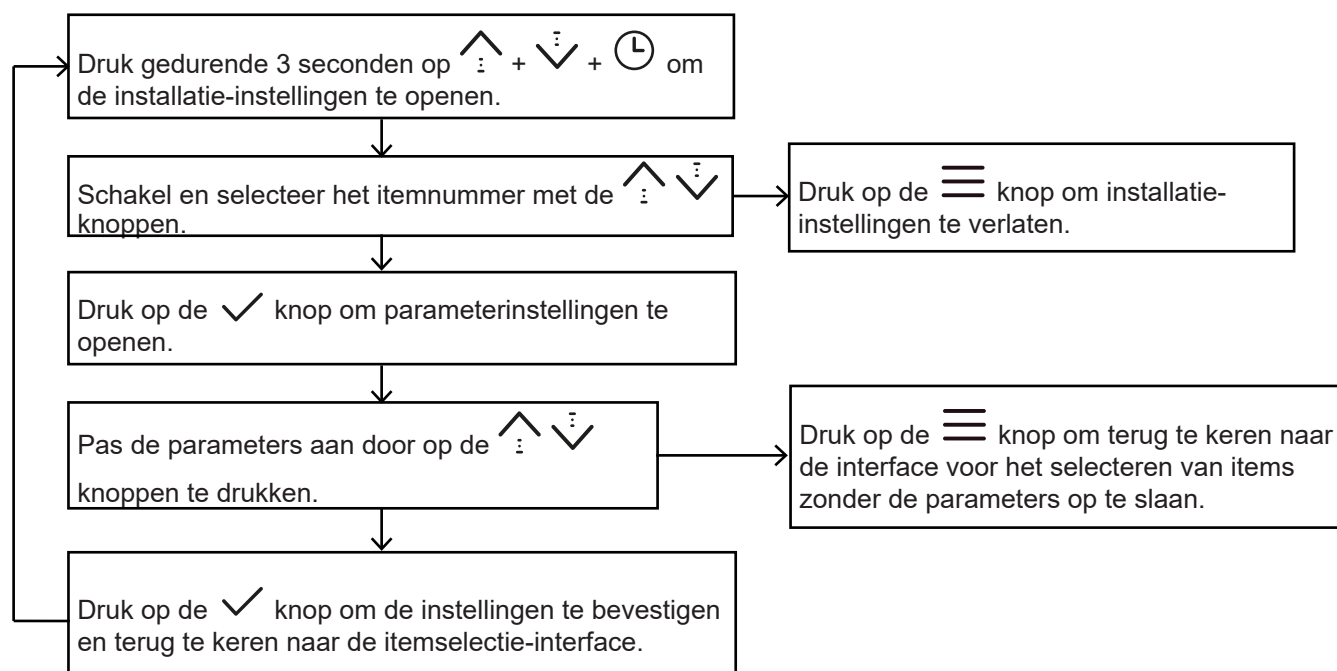 Druk gedurende 3 seconden op + + om
de installatie-instellingen te openen.
Schakel en selecteer het itemnummer met de
knoppen.
Druk op de knop om installatie-
instellingen te verlaten.
Druk op de knop om parameterinstellingen te
openen.
Pas de parameters aan door op de
knoppen te drukken.
Druk op de knop om terug te keren naar
de interface voor het selecteren van items
zonder de parameters op te slaan.
Druk op de knop om de instellingen te bevestigen
en terug te keren naar de itemselectie-interface.